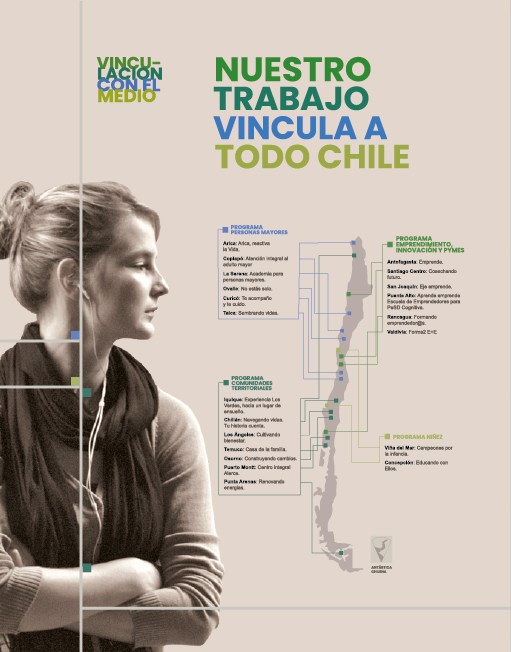 VINCU-
LACIÓN
CON EL
MEDIO
NUESTRO
TRABAJO
VINCULA A
TODO CHILE
PROGRAMA
PERSONAS MAYORES
Arica: Arica, reactiva
la Vida.
Copiapó: Atención integral al
adulto mayor
La Serena: Academia para
personas mayores.
Ovalle: No estás solo.
Curicó: Te acompaño
y te cuido.
Talca: Sembrando vidas.
PROGRAMA
EMPRENDIMIENTO,
INNOVACIÓN Y PYMES
Antofagasta: Emprende.
Santiago Centro: Cosechando
futuro.
San Joaquín: Eje emprende.
Puente Alto: Aprende emprende
Escuela de Emprendedores para
PsSD Cognitiva.
Rancagua: Formando
emprendedor@s.
Valdivia: Forma2 E+E
PROGRAMA
COMUNIDADES
TERRITORIALES
Iquique: Experiencia Los
Verdes, hacia un lugar de
ensueño.
Chillán: Navegando vidas.
Tu historia cuenta.
Los Ángeles: Cultivando
bienestar.
Temuco: Casa de la familia.
Osorno: Construyendo cambios.
Puerto Montt: Centro Integral
Alerce.
Punta Arenas: Renovando
energías.
PROGRAMA NIÑEZ
Viña del Mar: Campeones por
la infancia.
Concepción: Educando con
Ellos.
ANTÁRTICA
CHILENA